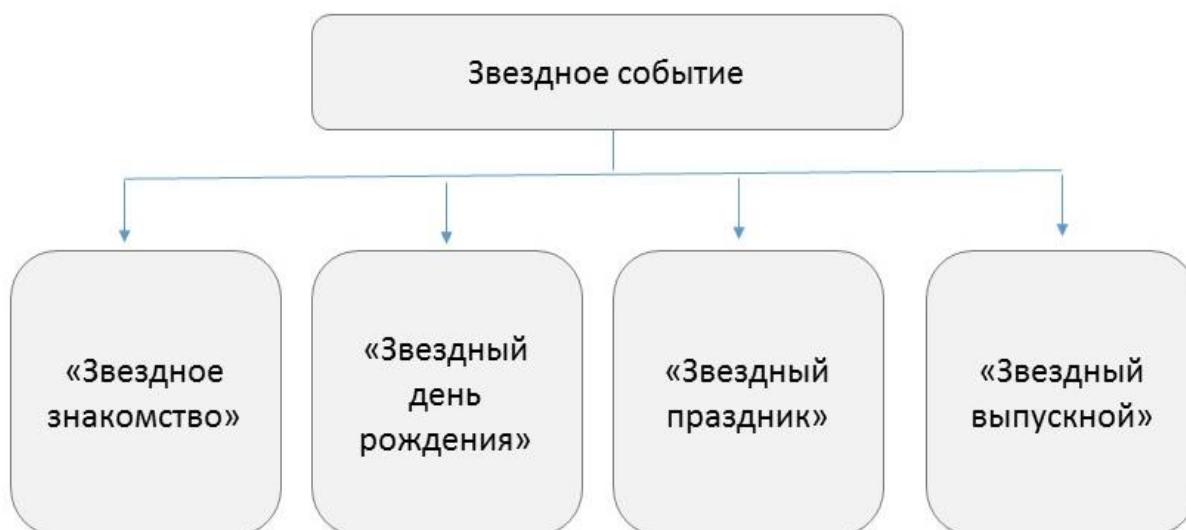 Звездное событие
«Звездное
знакомство»
«Звездный
день
рождения»
«Звездный
праздник»
«Звездный
выпускной»